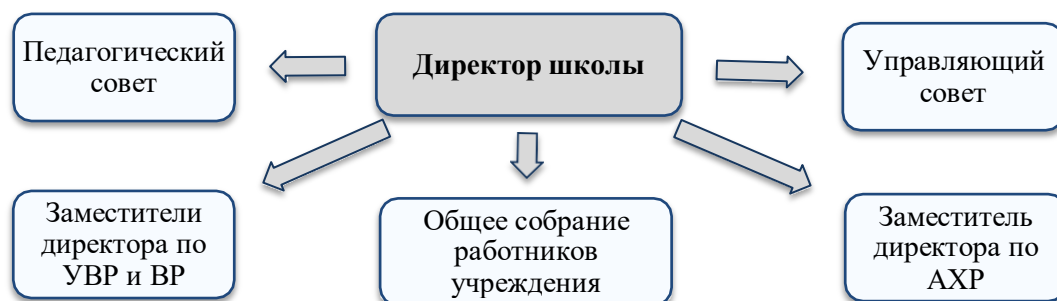 Педагогический
совет
Директор школы
Управляющий
совет
Заместители
директора по
УВР и ВР
Общее собрание
работников
учреждения
Заместитель
директора по
АХР